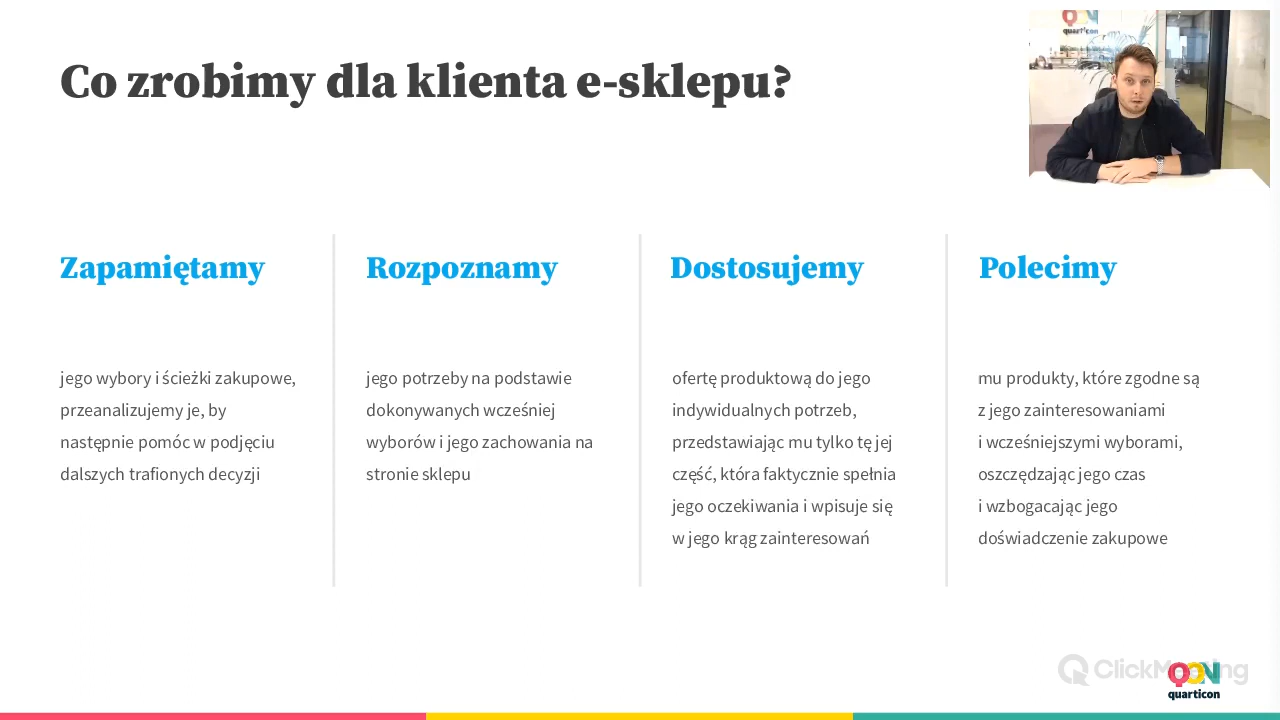 Co zrobimy dla klienta e-sklepu?
quarticon
Zapamiętamy
jego wybory i ścieżki zakupowe,
przeanalizujemy je, by
następnie pomóc w podjęciu
dalszych trafionych decyzji
Rozpoznamy
jego potrzeby na podstawie
dokonywanych wcześniej
wyborów i jego zachowania na
stronie sklepu
Dostosujemy
ofertę produktową do jego
indywidualnych potrzeb,
przedstawiając mu tylko tę jej
część, która faktycznie spełnia
jego oczekiwania i wpisuje się
w jego krąg zainteresowań
Polecimy
mu produkty, które zgodne są
z jego zainteresowaniami
i wcześniejszymi wyborami,
oszczędzając jego czas
i wzbogacając jego
doświadczenie zakupowe
ClickMeeting
QON
quarticon